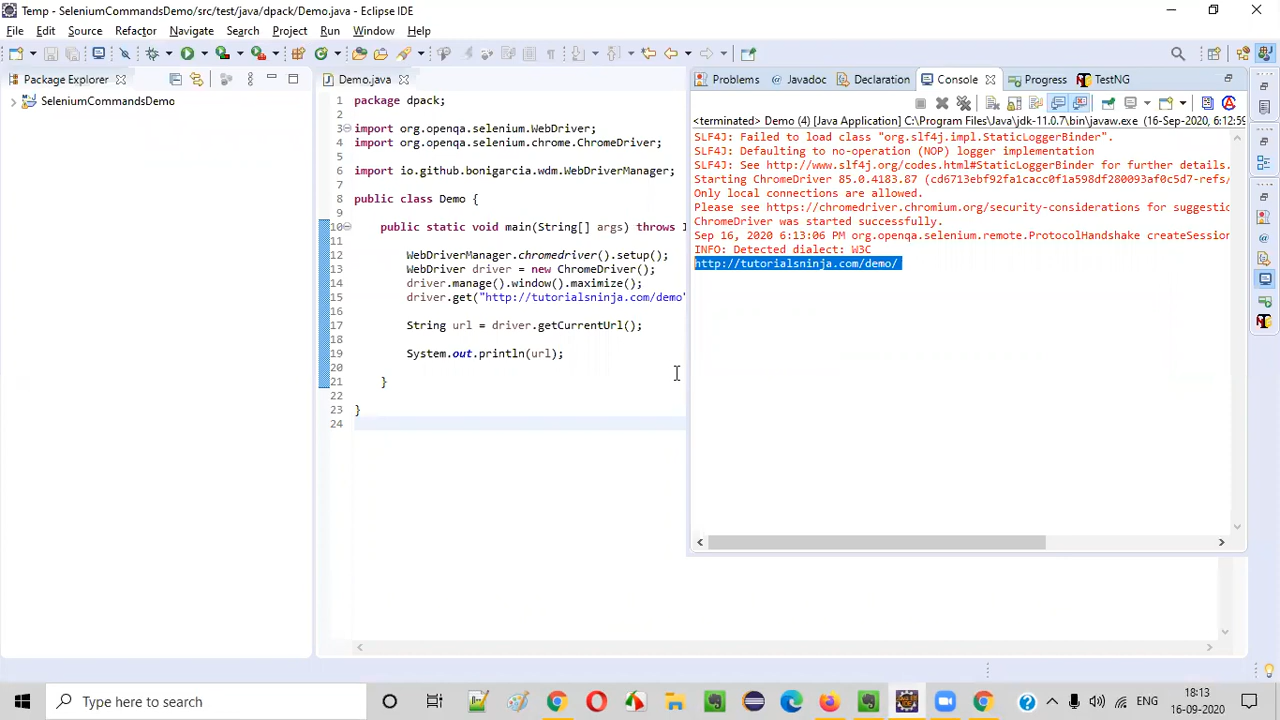 Temp - SeleniumCommandsDemo/src/test/java/dpack/Demo.java - Eclipse IDE
File Edit Source Refactor Navigate Search Project Run Window Help
Package Explorer
SeleniumCommandsDemo
Demo.java
1 package dpack;
2
3 import org.openqa.selenium.WebDriver;
4 import org.openqa.selenium.chrome.ChromeDriver;
5
6 import io.github.bonigarcia.wdm.WebDriverManager;
7
8 public class Demo {
9
10 public static void main(String[] args) throws I
11
12 WebDriverManager.chromedriver().setup();
13 WebDriver driver = new ChromeDriver();
14 driver.manage().window().maximize();
15 driver.get("http://tutorialsninja.com/demo"
16
17 String url = driver.getCurrentUrl();
18
19 System.out.println(url);
20
21 }
22
23 }
24
Problems Javadoc Declaration Console Progress TestNG
<terminated> Demo (4) [Java Application] C:\Program Files\Java\jdk-11.0.7\bin\javaw.exe (16-Sep-2020, 6:12:59
SLF4J: Failed to load class "org.slf4j.impl.StaticLoggerBinder".
SLF4J: Defaulting to no-operation (NOP) logger implementation
SLF4J: See http://www.slf4j.org/codes.html#StaticLoggerBinder for further details.
Starting ChromeDriver 85.0.4183.87 (cd6713ebf92fa1cacc0f1a598df280093af0c5d7-refs/
Only local connections are allowed.
Please see https://chromedriver.chromium.org/security-considerations for suggestio
ChromeDriver was started successfully.
Sep 16, 2020 6:13:06 PM org.openqa.selenium.remote.ProtocolHandshake createSession
INFO: Detected dialect: W3C
http://tutorialsninja.com/demo/
Type here to search
ENG
18:13
16-09-2020